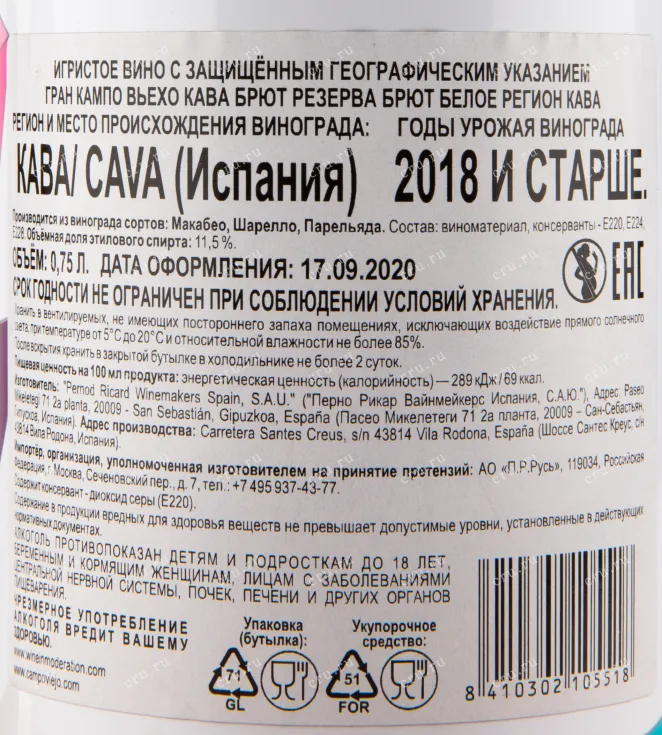 ИГРИСТОЕ ВИНО С ЗАЩИЩЁННЫМ ГЕОГРАФИЧЕСКИМ УКАЗАНИЕМ
ГРАН КАМПО ВЬЕХО КАВА БРЮТ РЕЗЕРВА БРЮТ БЕЛОЕ РЕГИОН КАВА
РЕГИОН И МЕСТО ПРОИСХОЖДЕНИЯ ВИНОГРАДА: ГОДЫ УРОЖАЯ ВИНОГРАДА
КАВА/ CAVA (Испания) 2018 И СТАРШЕ.
Производится из винограда сортов: Макабео, Шарелло, Парельяда. Состав: виноматериал, консерванты - Е220, Е224,
Е228. Объёмная доля этилового спирта: 11,5 %.
ОБЪЁМ: 0,75 Л. ДАТА ОФОРМЛЕНИЯ: 17.09.2020
СРОК ГОДНОСТИ НЕ ОГРАНИЧЕН ПРИ СОБЛЮДЕНИИ УСЛОВИЙ ХРАНЕНИЯ.
EAC
Хранить в вентилируемых, не имеющих постороннего запаха помещениях, исключающих воздействие прямого солнечного
света, при температуре от 5°С до 20°С и относительной влажности не более 85%.
После вскрытия хранить в закрытой бутылке в холодильнике не более 2 суток.
Пищевая ценность на 100 мл продукта: энергетическая ценность (калорийность) — 289 кДж / 69 ккал.
Изготовитель: "Pernod Ricard Winemakers Spain, S.A.U." ("Перно Рикар Вайнмейкерс Испания, С.А.Ю."), Адрес: Paseo
Mikeletegi 71 2a planta, 20009 - San Sebastián, Gipuzkoa, España (Пасео Микелетеги 71 2a планта, 20009 – Сан-Себастьян,
Гипускоа, Испания). Адрес производства: Carretera Santes Creus, s/n 43814 Vila Rodona, España (Шоссе Сантес Креус, с/н
43814 Вила Родона, Испания).
Импортёр, организация, уполномоченная изготовителем на принятие претензий: АО «П.Р.Русь», 119034, Российская
Федерация, г. Москва, Сеченовский пер., д. 7, тел.: +7 495 937-43-77.
Содержит консервант - диоксид серы (Е220).
Содержание в продукции вредных для здоровья веществ не превышает допустимые уровни, установленные в действующих
нормативных документах.
АЛКОГОЛЬ ПРОТИВОПОКАЗАН ДЕТЯМ И ПОДРОСТКАМ ДО 18 ЛЕТ,
БЕРЕМЕННЫМ И КОРМЯЩИМ ЖЕНЩИНАМ, ЛИЦАМ С ЗАБОЛЕВАНИЯМИ
ЦЕНТРАЛЬНОЙ НЕРВНОЙ СИСТЕМЫ, ПОЧЕК, ПЕЧЕНИ И ДРУГИХ ОРГАНОВ
ПИЩЕВАРЕНИЯ.
ЧРЕЗМЕРНОЕ УПОТРЕБЛЕНИЕ
АЛКОГОЛЯ ВРЕДИТ ВАШЕМУ
ЗДОРОВЬЮ.
www.wineinmoderation.com
www.campoviejo.com
Упаковка
(бутылка):
71
GL
Укупорочное
средство:
51
FOR
8 410302 105518
cru.ru